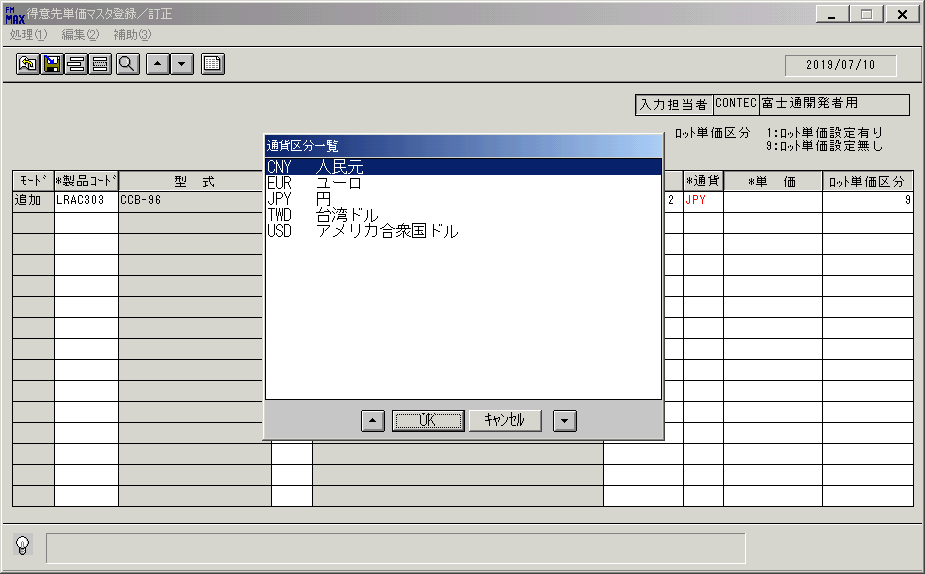 FM MAX 得意先単価マスタ登録／訂正
処理(1) 編集(2) 補助(3)
2019/07/10
入力担当者 CONTEC 富士通開発者用
ﾛｯﾄ単価区分 1:ﾛｯﾄ単価設定有り
9:ﾛｯﾄ単価設定無し
通貨区分一覧
CNY 人民元
EUR ユーロ
JPY 円
TWD 台湾ドル
USD アメリカ合衆国ドル
OK ｷｬﾝｾﾙ
ﾓｰﾄﾞ *製品ｺｰﾄﾞ 型 式 *通貨 *単 価 ﾛｯﾄ単価区分
追加 LRAC303 CCB-96 2 JPY 9